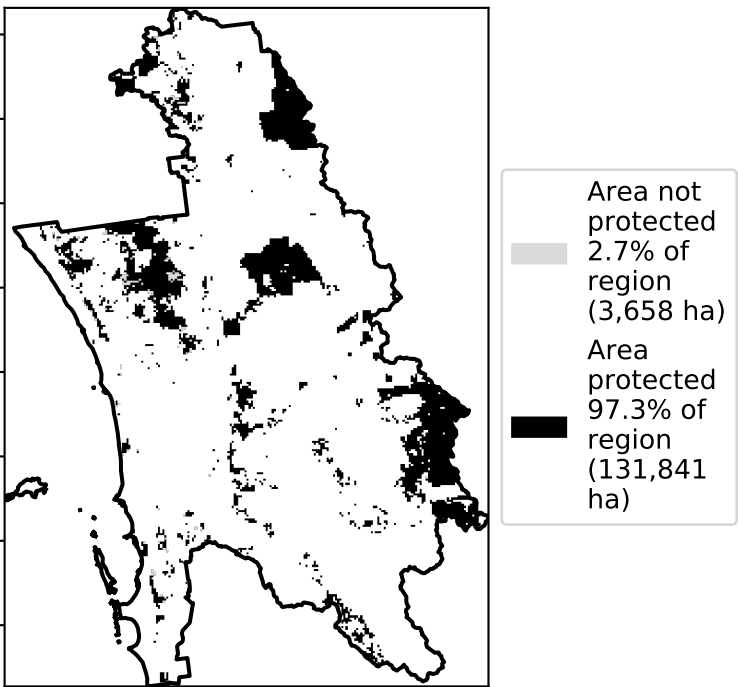 Area not
protected
2.7% of
region
(3,658 ha)
Area
protected
97.3% of
region
(131,841
ha)